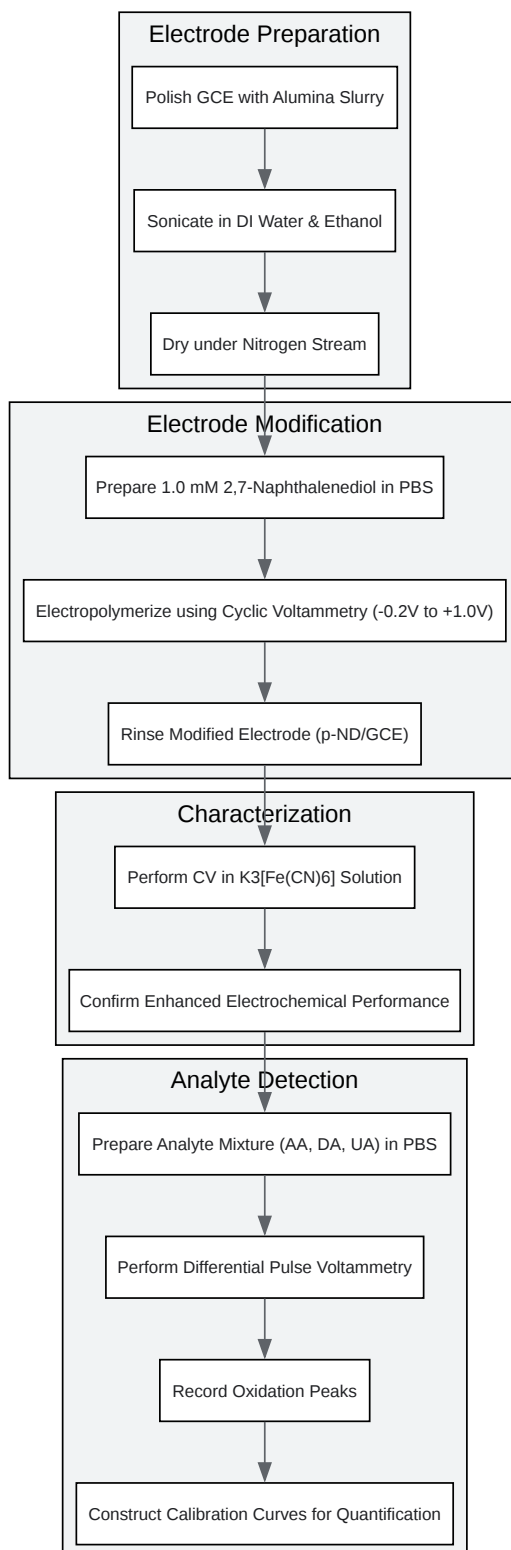 Electrode Preparation
Polish GCE with Alumina Slurry
Sonicate in DI Water & Ethanol
Dry under Nitrogen Stream
Electrode Modification
Prepare 1.0 mM 2,7-Naphthalenediol in PBS
Electropolymerize using Cyclic Voltammetry (-0.2V to +1.0V)
Rinse Modified Electrode (p-ND/GCE)
Characterization
Perform CV in K3[Fe(CN)6] Solution
Confirm Enhanced Electrochemical Performance
Analyte Detection
Prepare Analyte Mixture (AA, DA, UA) in PBS
Perform Differential Pulse Voltammetry
Record Oxidation Peaks
Construct Calibration Curves for Quantification